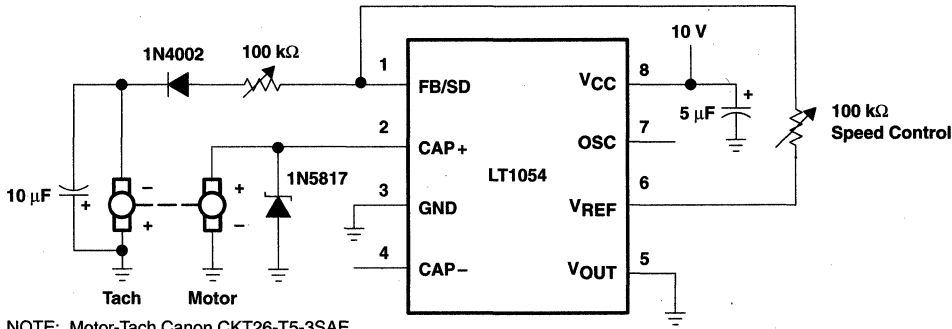 10 V
1N4002
100 kΩ
1
FB/SD
VCC
8
5 µF
+
100 kΩ
Speed Control
2
CAP+
OSC
7
1N5817
LT1054
10 µF
+
−
+
+
−
3
GND
VREF
6
4
CAP−
VOUT
5
Tach
Motor
NOTE: Motor-Tach Canon CKT26-T5-3SAE